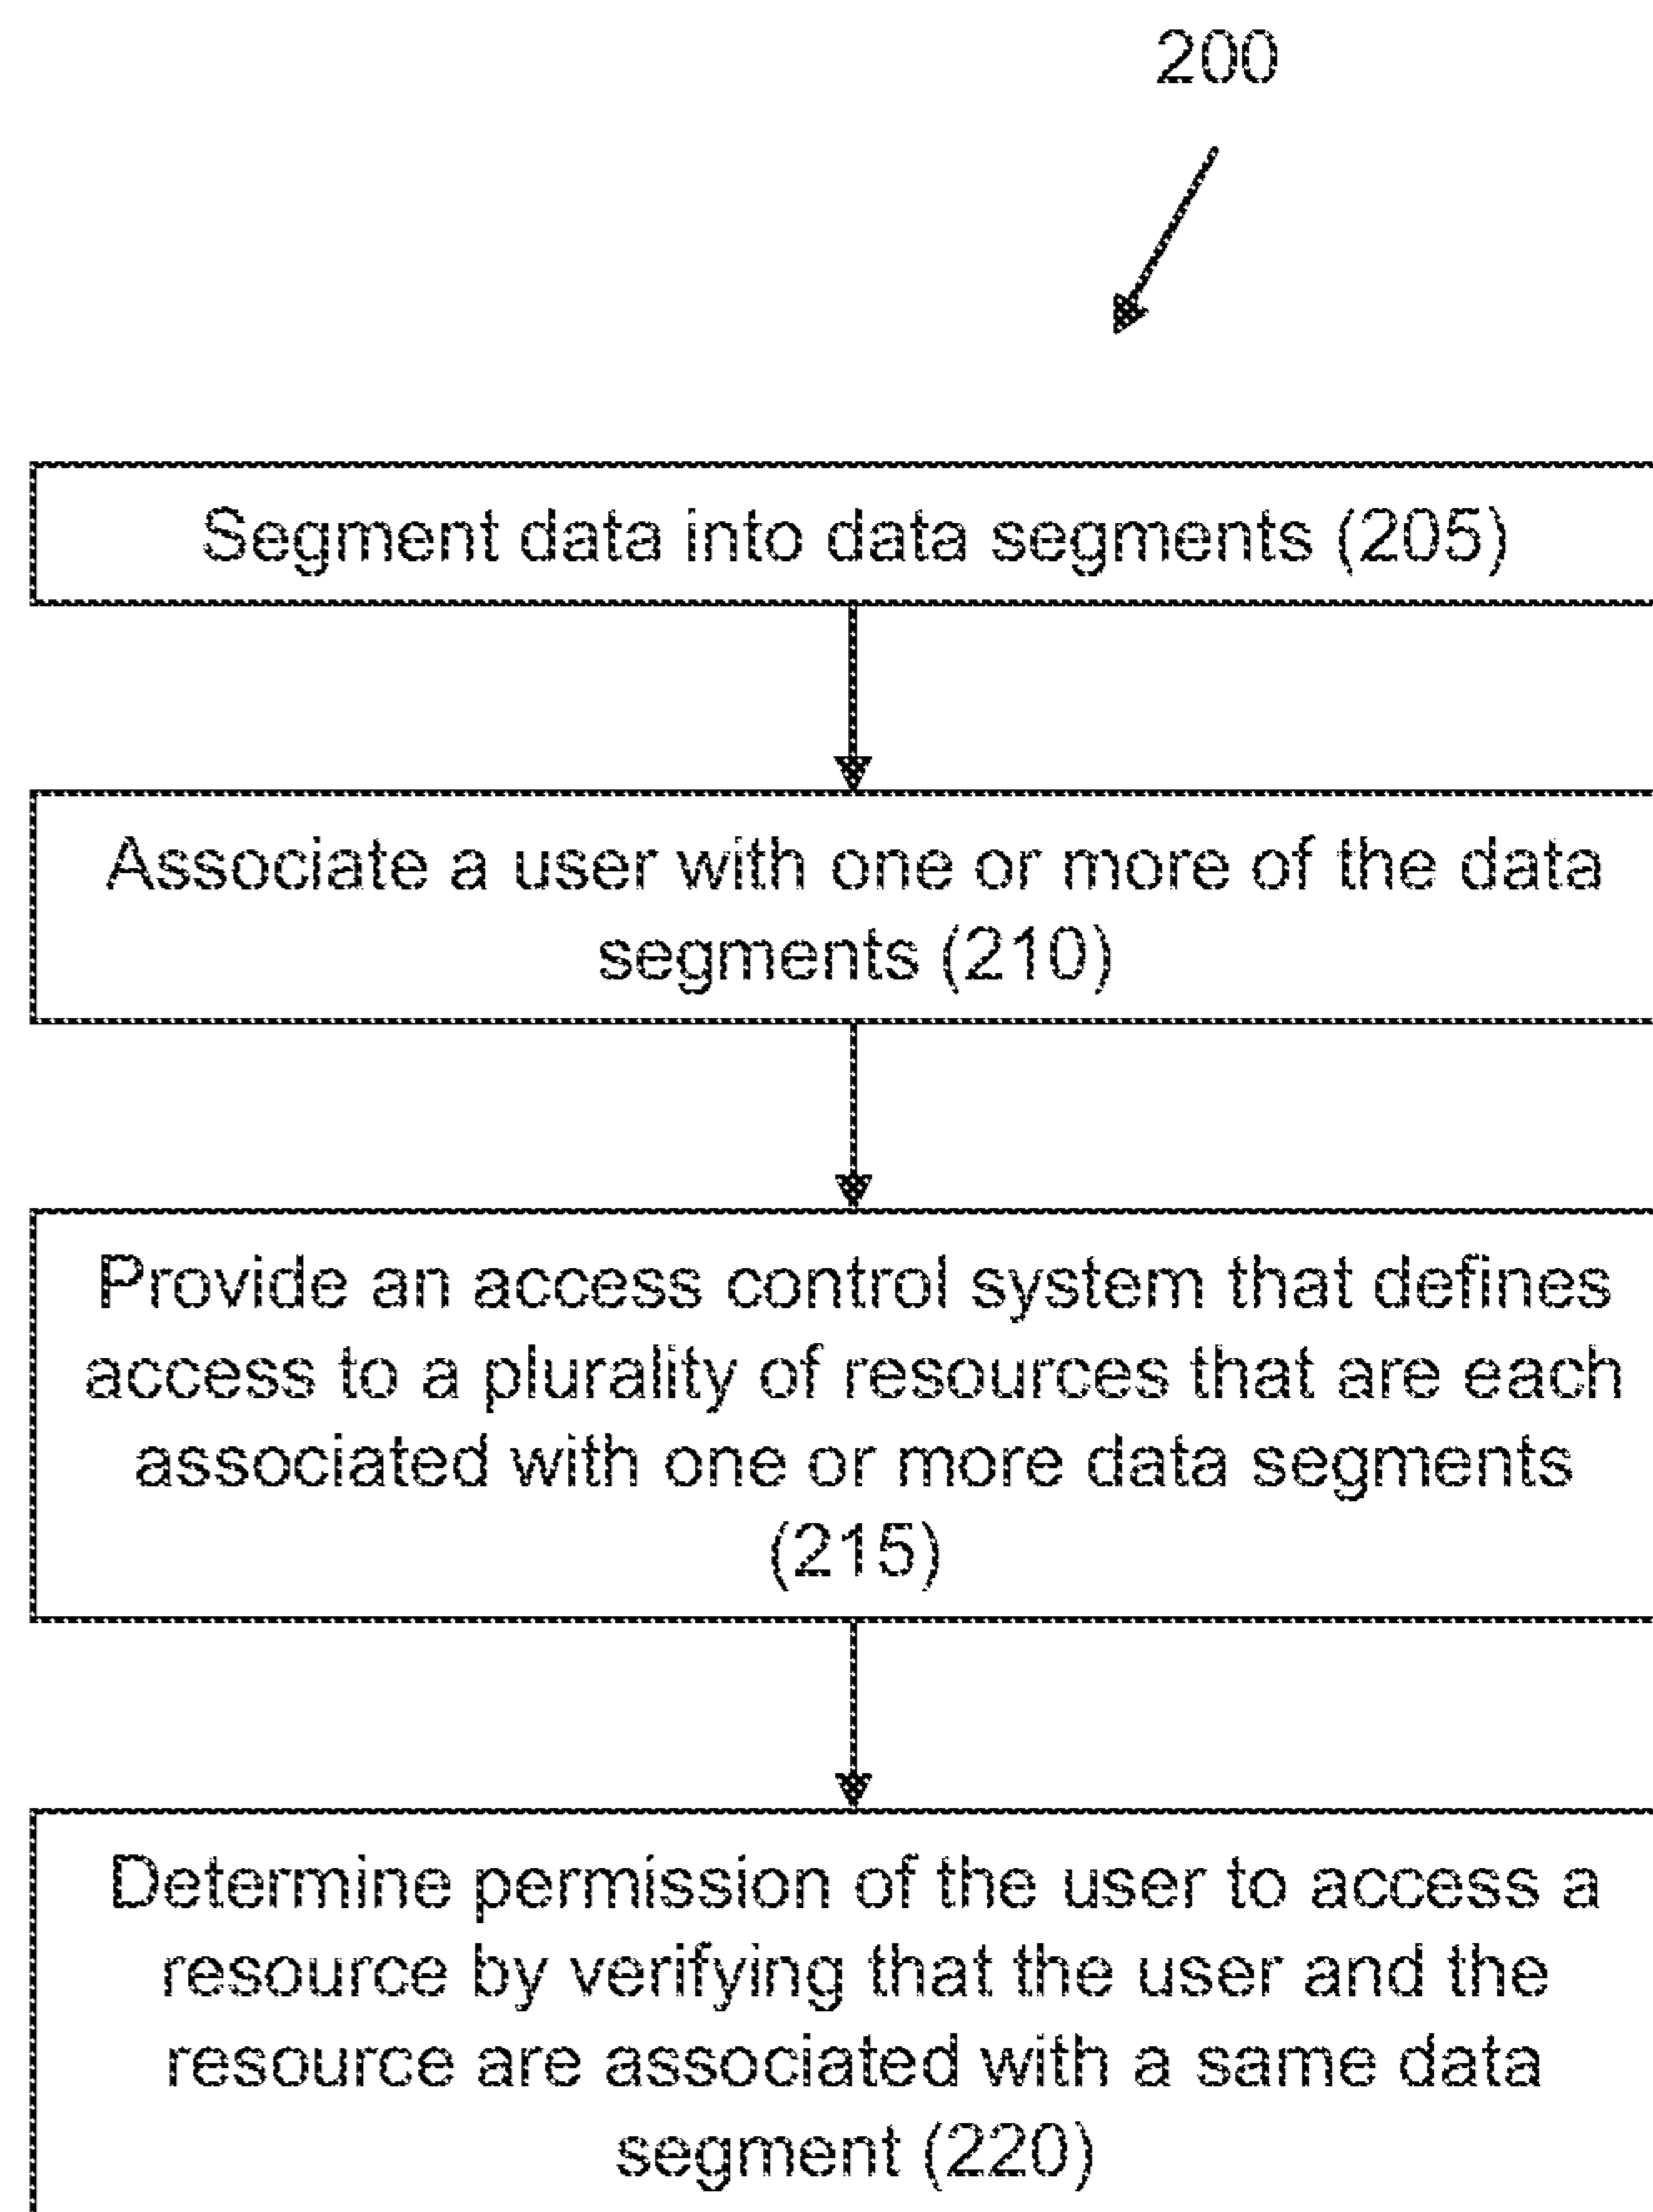 200
Segment data into data segments (205)
Associate a user with one or more of the data
segments (210)
Provide an access control system that defines
access to a plurality of resources that are each
associated with one or more data segments
(215)
Determine permission of the user to access a
resource by verifying that the user and the
resource are associated with a same data
segment (220)